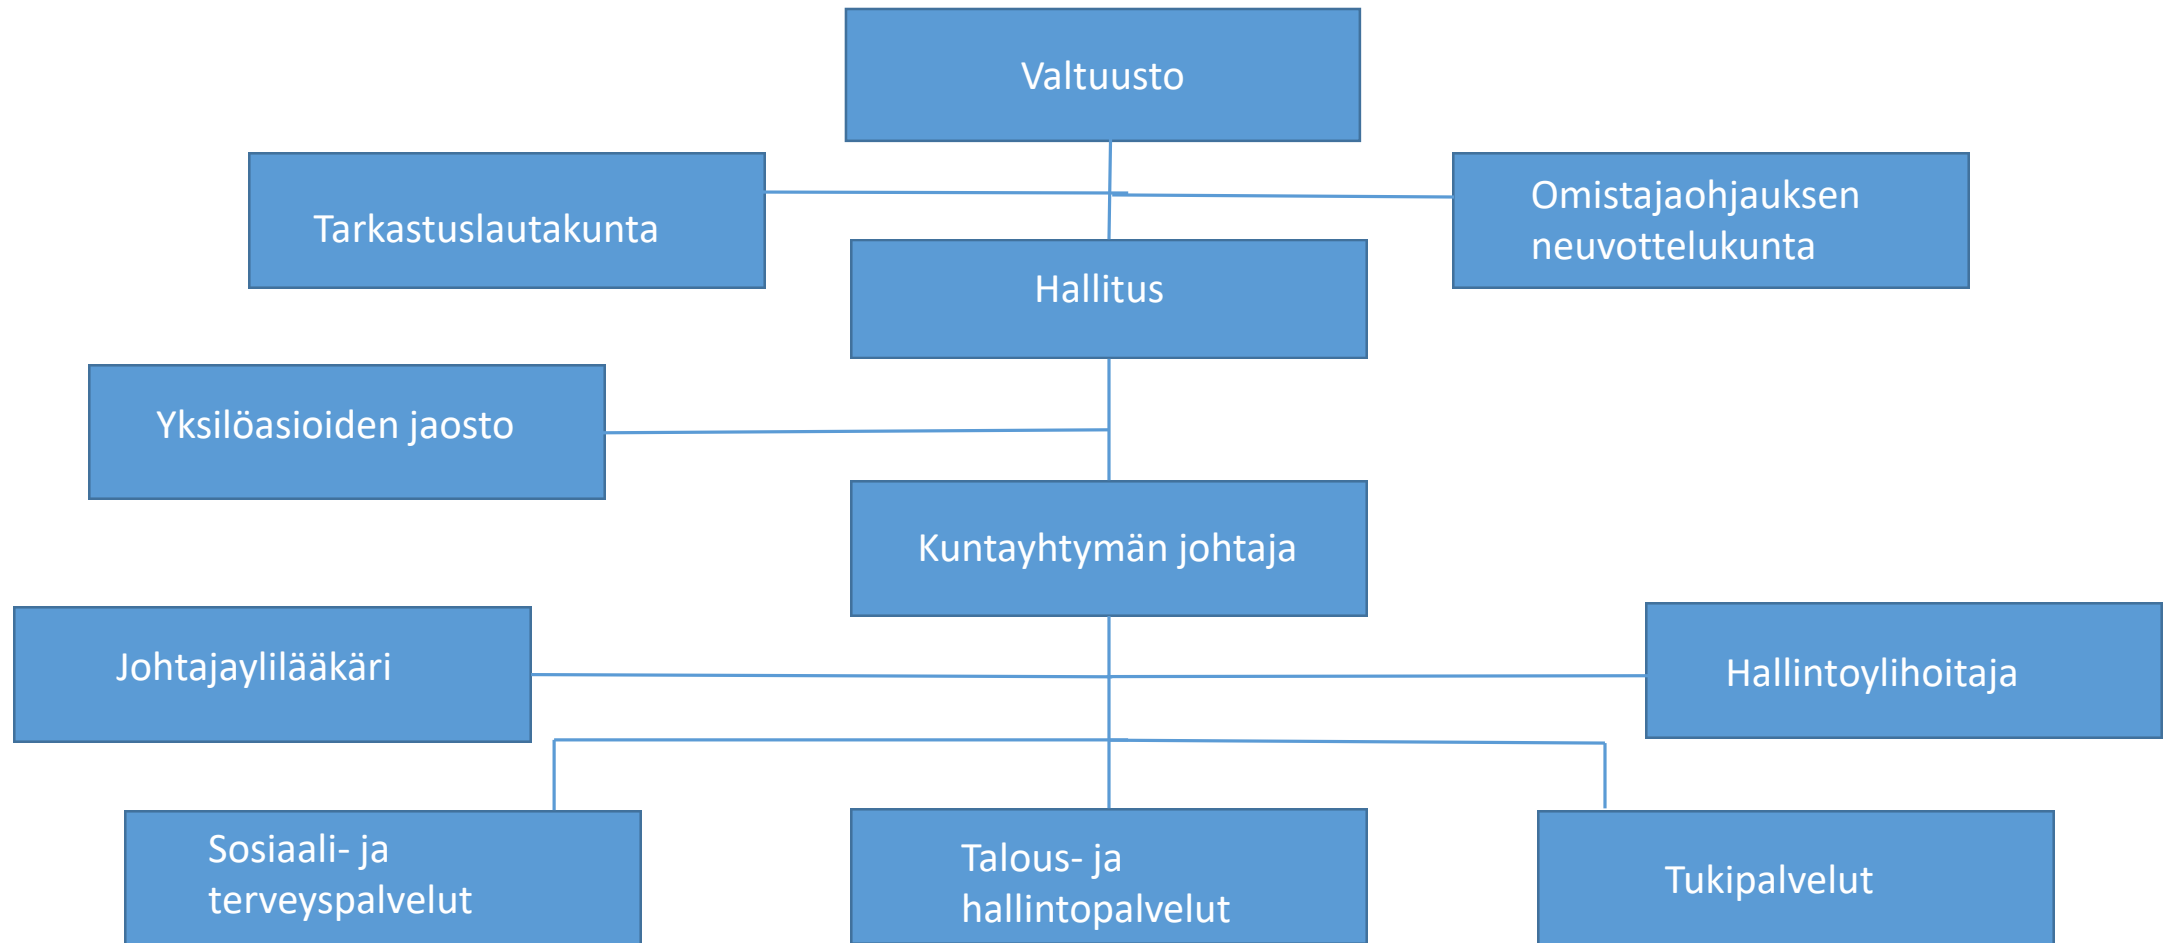 Valtuusto
Tarkastuslautakunta
Omistajaohjauksen
neuvottelukunta
Hallitus
Yksilöasioiden jaosto
Kuntayhtymän johtaja
Johtajaylilääkäri
Hallintoylihoitaja
Sosiaali- ja
terveyspalvelut
Talous- ja
hallintopalvelut
Tukipalvelut